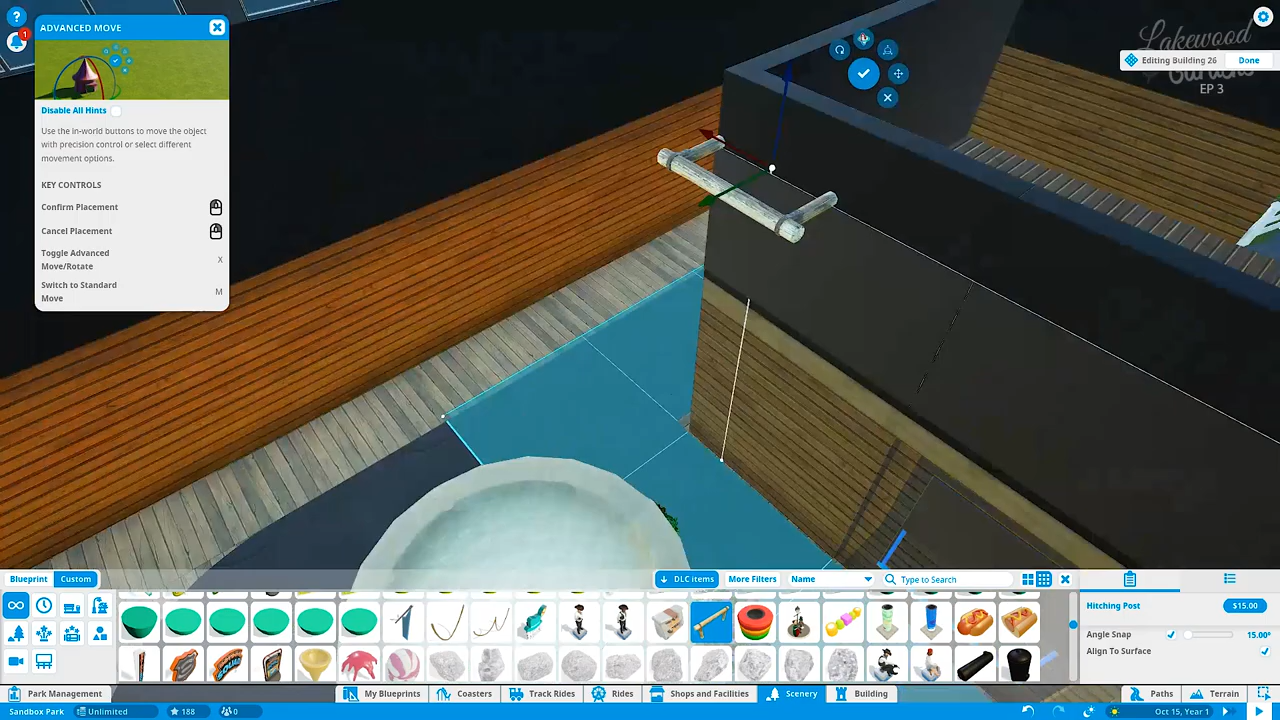 ?
ADVANCED MOVE
1
Disable All Hints
Use the in-world buttons to move the object
with precision control or select different
movement options.
KEY CONTROLS
Confirm Placement
Cancel Placement
Toggle Advanced
Move/Rotate
X
Switch to Standard
Move
M
Lakewood
Gardens
EP 3
Editing Building 26
Done
Blueprint
Custom
DLC items
More Filters
Name
Type to Search
Hitching Post
$15.00
Angle Snap
15.00°
Align To Surface
SQUAD
Park Management
My Blueprints
Coasters
Track Rides
Rides
Shops and Facilities
Scenery
Building
Paths
Terrain
Sandbox Park
Unlimited
188
0
Oct 15, Year 1